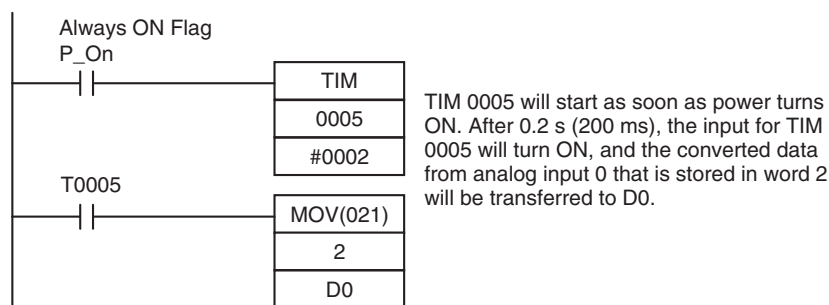 Always ON Flag
P_On
TIM
0005
#0002
T0005
MOV(021)
2
D0
TIM 0005 will start as soon as power turns
ON. After 0.2 s (200 ms), the input for TIM
0005 will turn ON, and the converted data
from analog input 0 that is stored in word 2
will be transferred to D0.